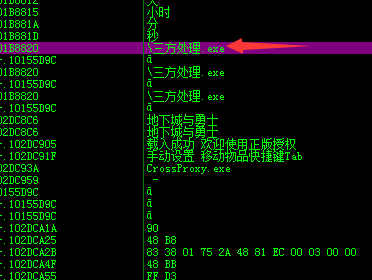 01B8812 天
01B8815 小时
01B881A 分
01B881D 秒
01B8820 \三方处理.exe
.10155D9C ā
01B8820 \三方处理.exe
.10155D9C ā
01B8820 \三方处理.exe
.10155D9C ā
02DC8C6 地下城与勇士
02DC8C6 地下城与勇士
.102DC905 载入成功 欢迎使用正版授权
.102DC91F 手动设置 移动物品快捷键Tab
02DC93A CrossProxy.exe
02DC959 -
0155D9C ā
.10155D9C ā
.10155D9C ā
.102DCA1A 90
02DCA25 48 B8
02DCA2B 83 38 01 75 2A 48 81 EC 00 03 00 00
.102DCA4F 48 BB
02DCA55 FF D3